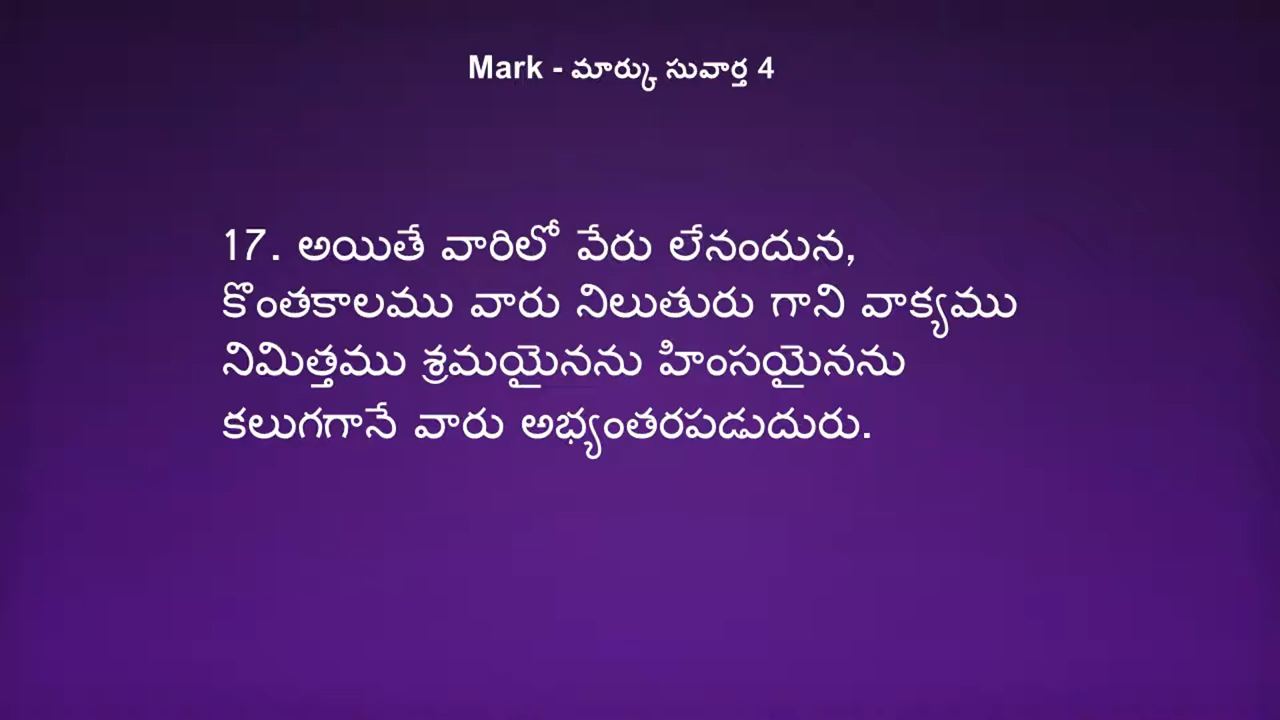 Mark - మార్కు సువార్త 4
17. అయితే వారిలో వేరు లేనందున,
కొంతకాలము వారు నిలుతురు గాని వాక్యము
నిమిత్తము శ్రమయైనను హింసయైనను
కలుగగానే వారు అభ్యంతరపడుదురు.